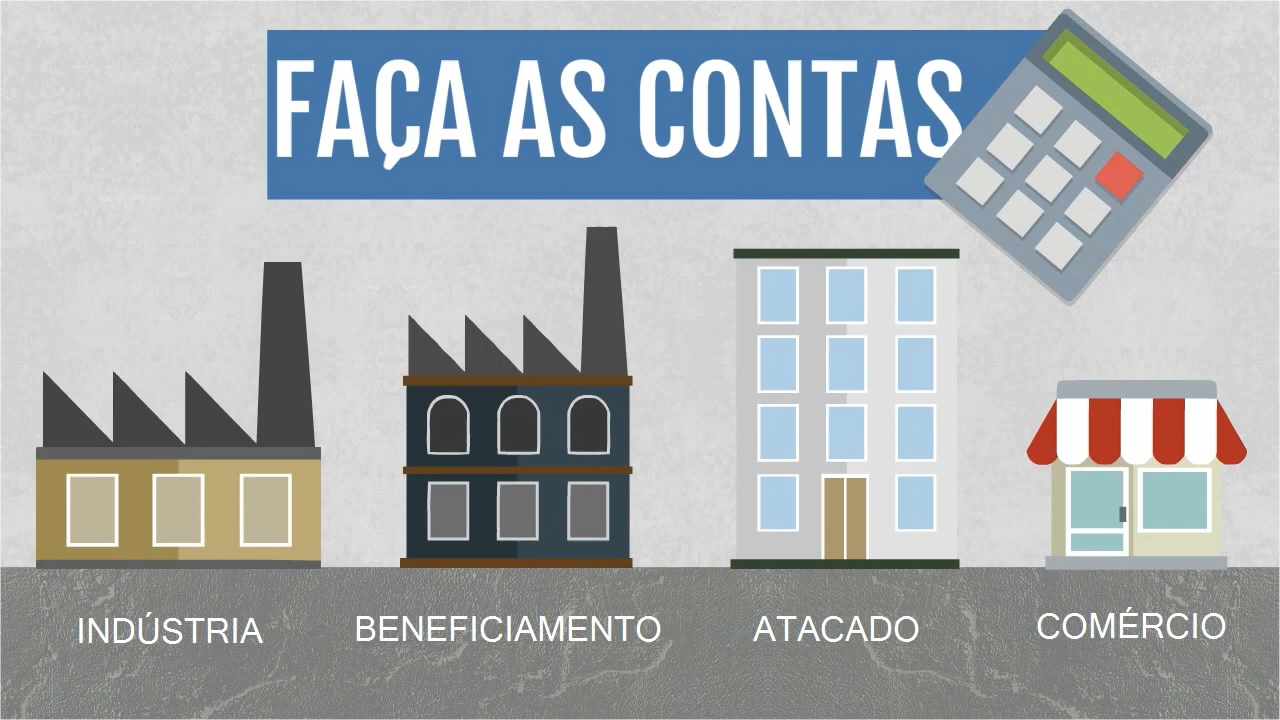 FAÇA AS CONTAS
INDÚSTRIA
BENEFICIAMENTO
ATACADO
COMÉRCIO